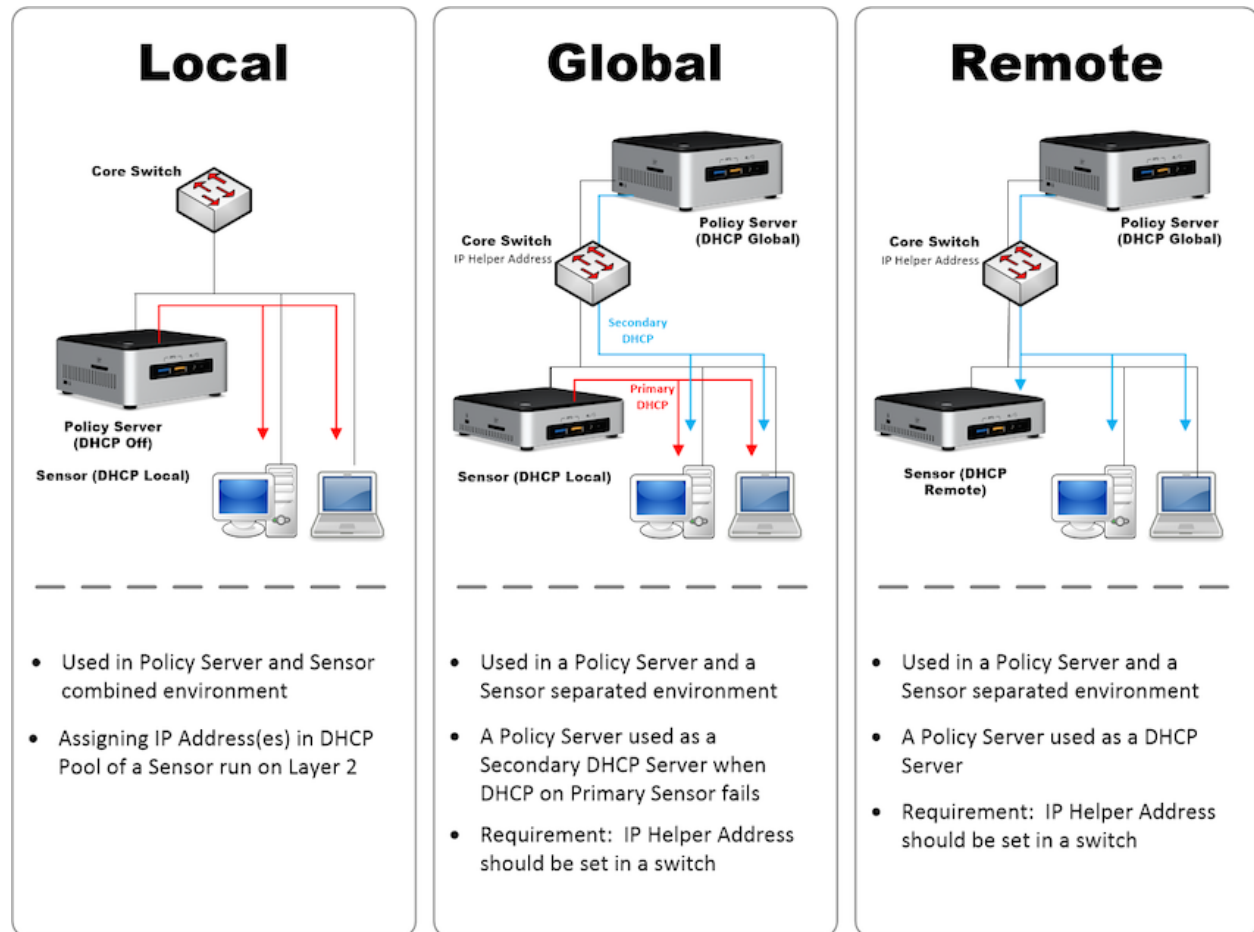 Local
Core Switch
Policy Server
(DHCP Off)
Sensor (DHCP Local)
• Used in Policy Server and Sensor
combined environment
• Assigning IP Address(es) in DHCP
Pool of a Sensor run on Layer 2
Global
Policy Server
(DHCP Global)
Core Switch
IP Helper Address
Secondary
DHCP
Primary
DHCP
Sensor (DHCP Local)
• Used in a Policy Server and a
Sensor separated environment
• A Policy Server used as a
Secondary DHCP Server when
DHCP on Primary Sensor fails
• Requirement: IP Helper Address
should be set in a switch
Remote
Policy Server
(DHCP Global)
Core Switch
IP Helper Address
Sensor (DHCP
Remote)
• Used in a Policy Server and a
Sensor separated environment
• A Policy Server used as a DHCP
Server
• Requirement: IP Helper Address
should be set in a switch